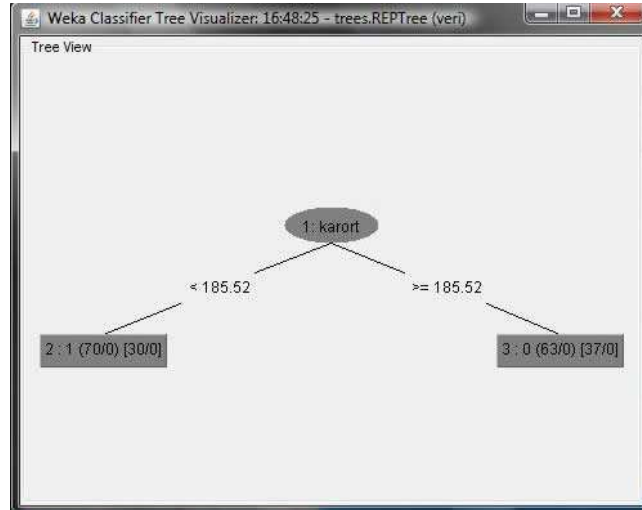 Weka Classifier Tree Visualizer: 16:48:25 - trees.REPTree (veri)
Tree View
1: karort
< 185.52
>= 185.52
2 : 1 (70/0) [30/0]
3 : 0 (63/0) [37/0]